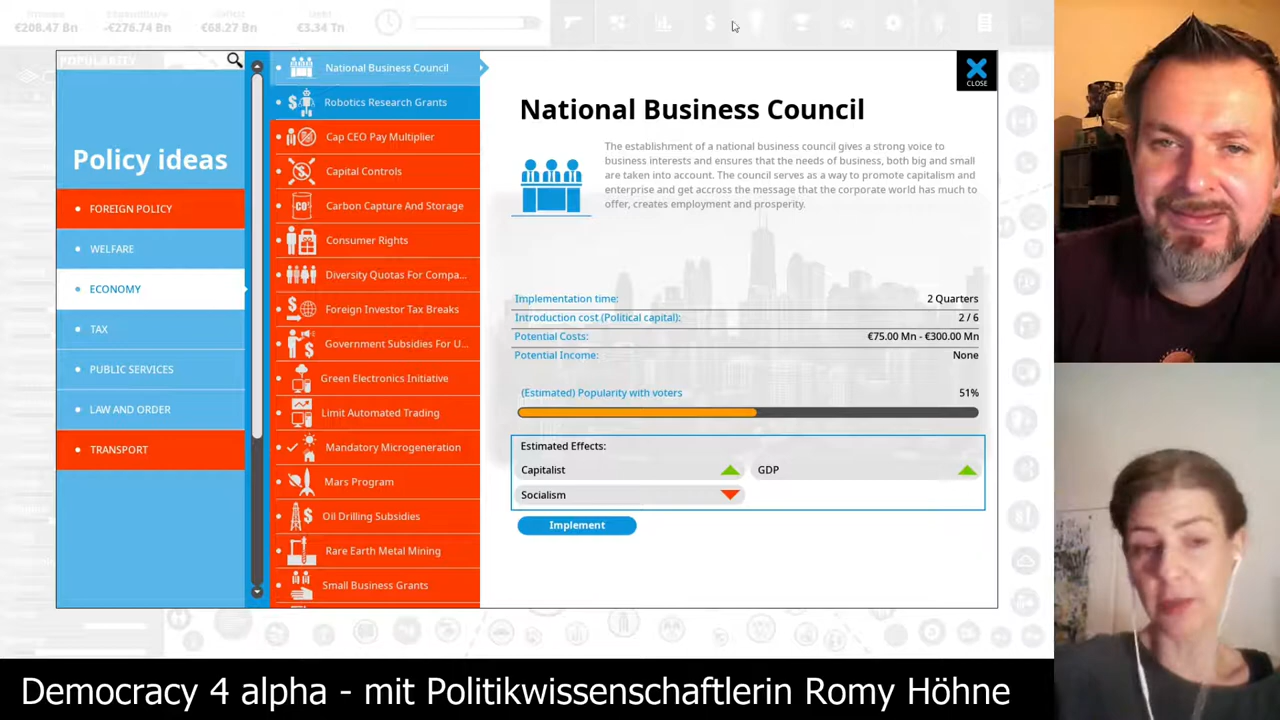 €208.47 Bn
-€276.74 Bn
€68.27 Bn
€3.34 Tn
POPULARITY
Policy ideas
FOREIGN POLICY
WELFARE
ECONOMY
TAX
PUBLIC SERVICES
LAW AND ORDER
TRANSPORT
National Business Council
Robotics Research Grants
Cap CEO Pay Multiplier
Capital Controls
Carbon Capture And Storage
Consumer Rights
Diversity Quotas For Compa...
Foreign Investor Tax Breaks
Government Subsidies For U...
Green Electronics Initiative
Limit Automated Trading
Mandatory Microgeneration
Mars Program
Oil Drilling Subsidies
Rare Earth Metal Mining
Small Business Grants
CLOSE
National Business Council
The establishment of a national business council gives a strong voice to
business interests and ensures that the needs of business, both big and small
are taken into account. The council serves as a way to promote capitalism and
enterprise and get accross the message that the corporate world has much to
offer, creates employment and prosperity.
Implementation time: 2 Quarters
Introduction cost (Political capital): 2 / 6
Potential Costs: €75.00 Mn - €300.00 Mn
Potential Income: None
(Estimated) Popularity with voters 51%
Estimated Effects:
Capitalist GDP
Socialism
Implement
Democracy 4 alpha - mit Politikwissenschaftlerin Romy Höhne